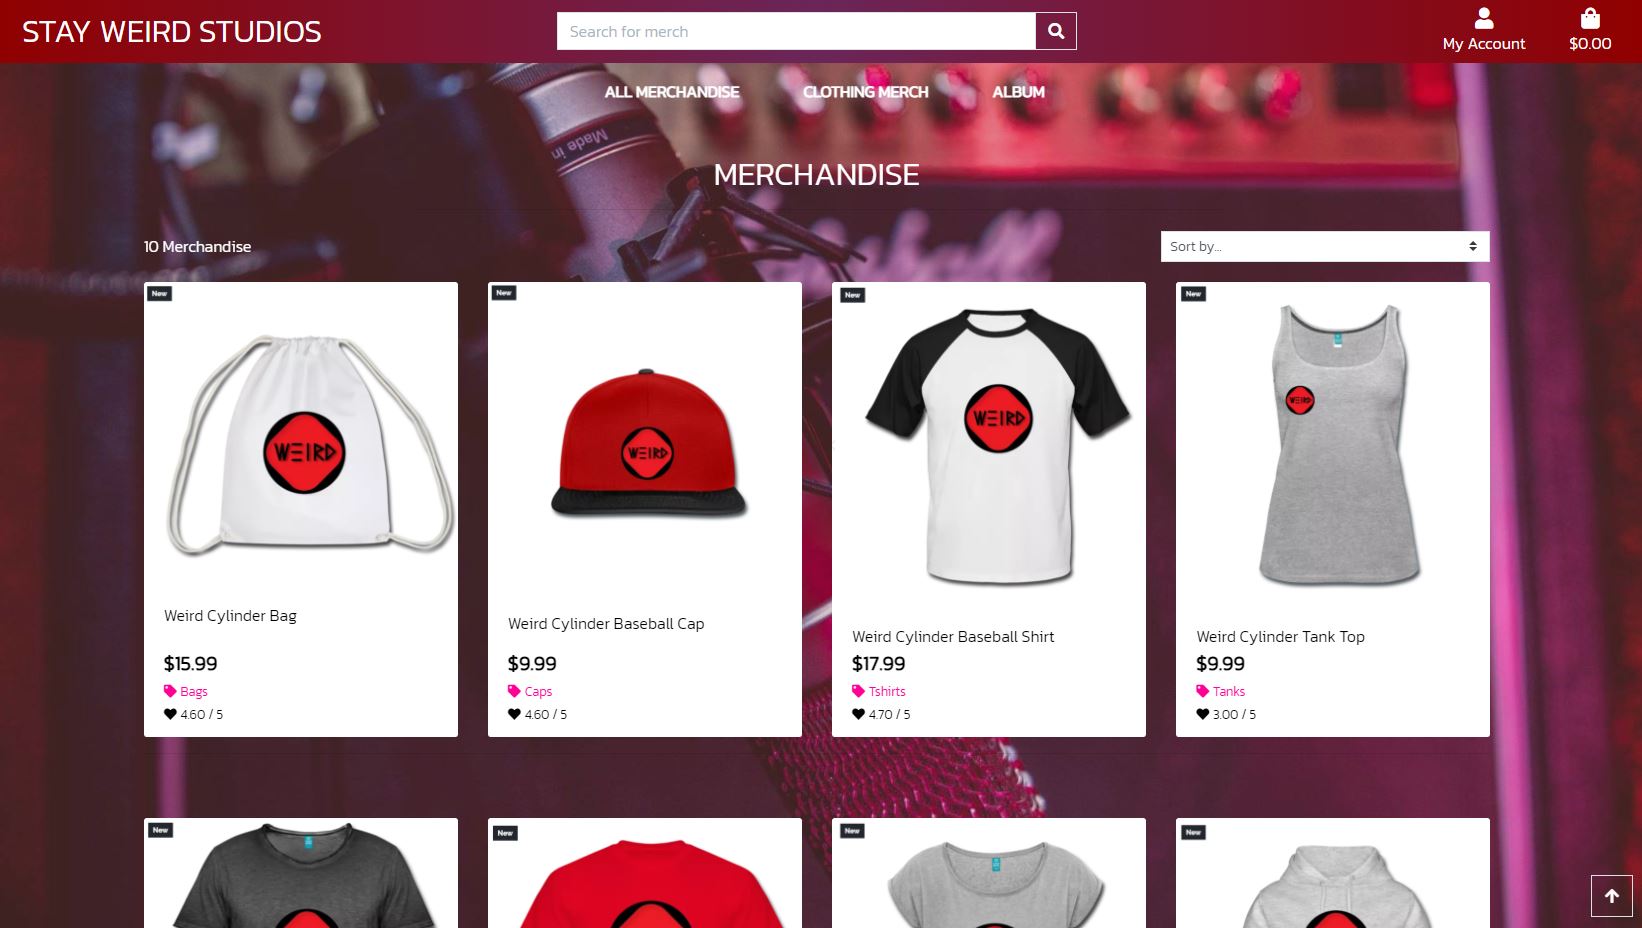 STAY WEIRD STUDIOS
Search for merch
My Account
$0.00
ALL MERCHANDISE
CLOTHING MERCH
ALBUM
Made in
MERCHANDISE
10 Merchandise
Sort by...
New
New
New
New
WEIRD
WEIRD
WEIRD
WEIRD
Weird Cylinder Bag
Weird Cylinder Baseball Cap
Weird Cylinder Baseball Shirt
Weird Cylinder Tank Top
$15.99
$9.99
$17.99
$9.99
Bags
Caps
Tshirts
Tanks
4.60 / 5
4.60 / 5
4.70 / 5
3.00 / 5
New
New
New
New